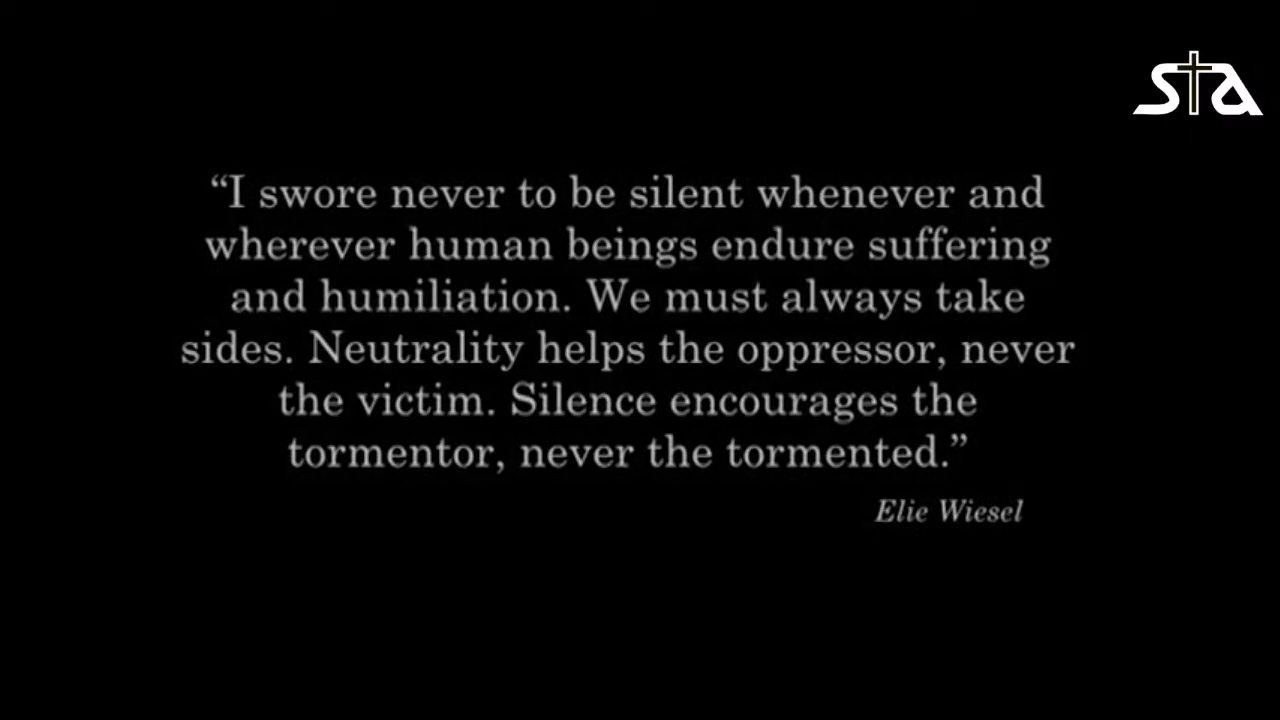 STA
“I swore never to be silent whenever and
wherever human beings endure suffering
and humiliation. We must always take
sides. Neutrality helps the oppressor, never
the victim. Silence encourages the
tormentor, never the tormented.”
Elie Wiesel